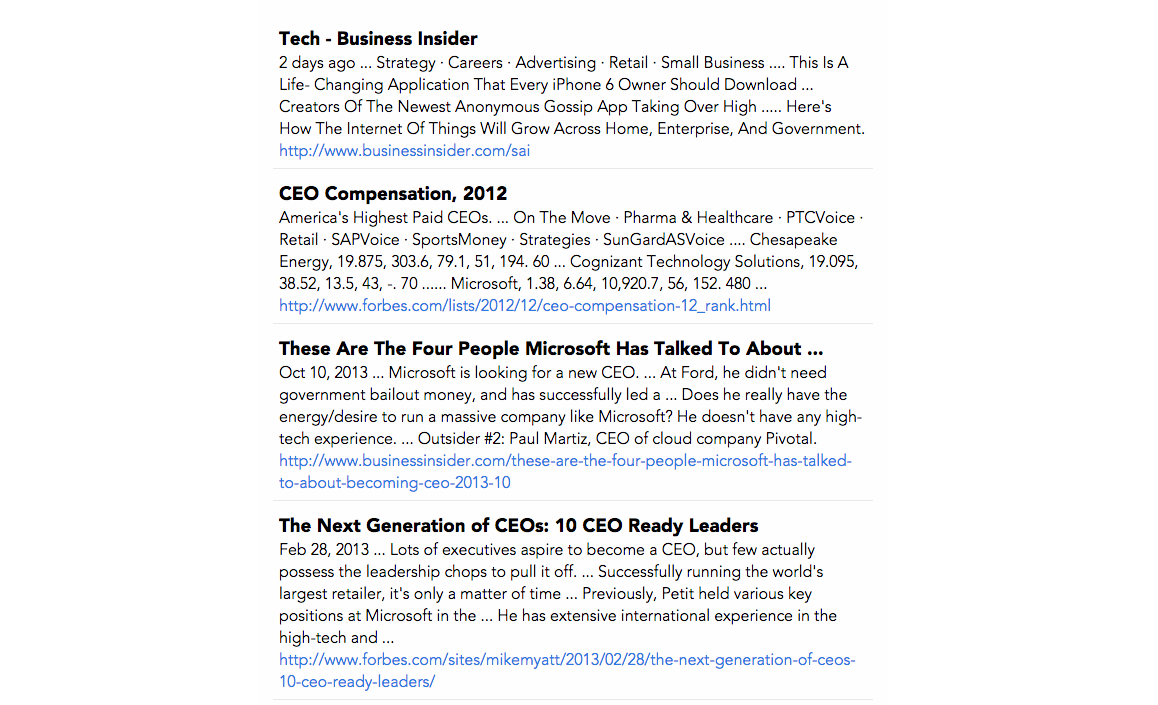 Tech - Business Insider
2 days ago ... Strategy · Careers · Advertising · Retail · Small Business .... This Is A
Life- Changing Application That Every iPhone 6 Owner Should Download ...
Creators Of The Newest Anonymous Gossip App Taking Over High ..... Here's
How The Internet Of Things Will Grow Across Home, Enterprise, And Government.
http://www.businessinsider.com/sai
CEO Compensation, 2012
America's Highest Paid CEOs. ... On The Move · Pharma & Healthcare · PTCVoice ·
Retail · SAPVoice · SportsMoney · Strategies · SunGardASVoice .... Chesapeake
Energy, 19.875, 303.6, 79.1, 51, 194. 60 ... Cognizant Technology Solutions, 19.095,
38.52, 13.5, 43, -. 70 ...... Microsoft, 1.38, 6.64, 10,920.7, 56, 152. 480 ...
http://www.forbes.com/lists/2012/12/ceo-compensation-12_rank.html
These Are The Four People Microsoft Has Talked To About ...
Oct 10, 2013 ... Microsoft is looking for a new CEO. ... At Ford, he didn't need
government bailout money, and has successfully led a ... Does he really have the
energy/desire to run a massive company like Microsoft? He doesn't have any high-
tech experience. ... Outsider #2: Paul Martiz, CEO of cloud company Pivotal.
http://www.businessinsider.com/these-are-the-four-people-microsoft-has-talked-
to-about-becoming-ceo-2013-10
The Next Generation of CEOs: 10 CEO Ready Leaders
Feb 28, 2013 ... Lots of executives aspire to become a CEO, but few actually
possess the leadership chops to pull it off. ... Successfully running the world's
largest retailer, it's only a matter of time ... Previously, Petit held various key
positions at Microsoft in the ... He has extensive international experience in the
high-tech and ...
http://www.forbes.com/sites/mikemyatt/2013/02/28/the-next-generation-of-ceos-
10-ceo-ready-leaders/